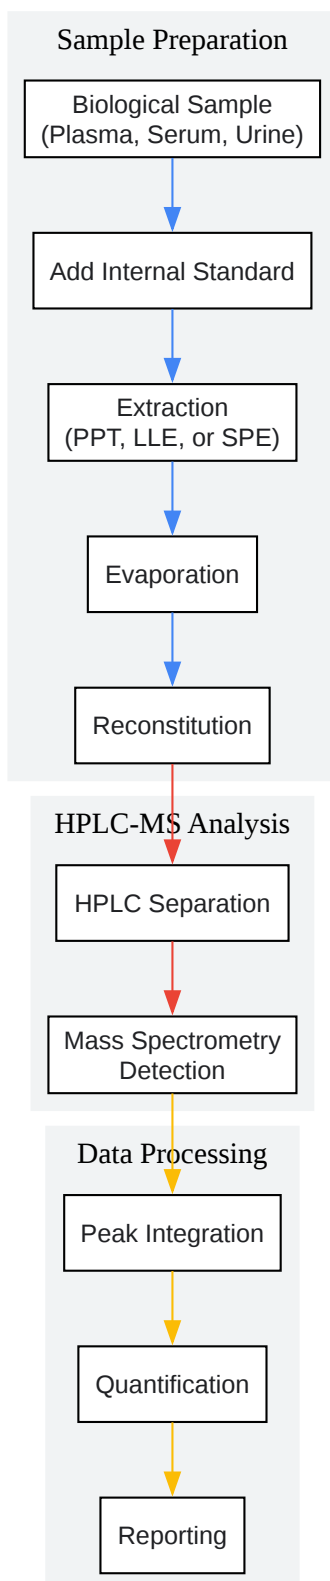 Sample Preparation
Biological Sample
(Plasma, Serum, Urine)
Add Internal Standard
Extraction
(PPT, LLE, or SPE)
Evaporation
Reconstitution
HPLC-MS Analysis
HPLC Separation
Mass Spectrometry
Detection
Data Processing
Peak Integration
Quantification
Reporting